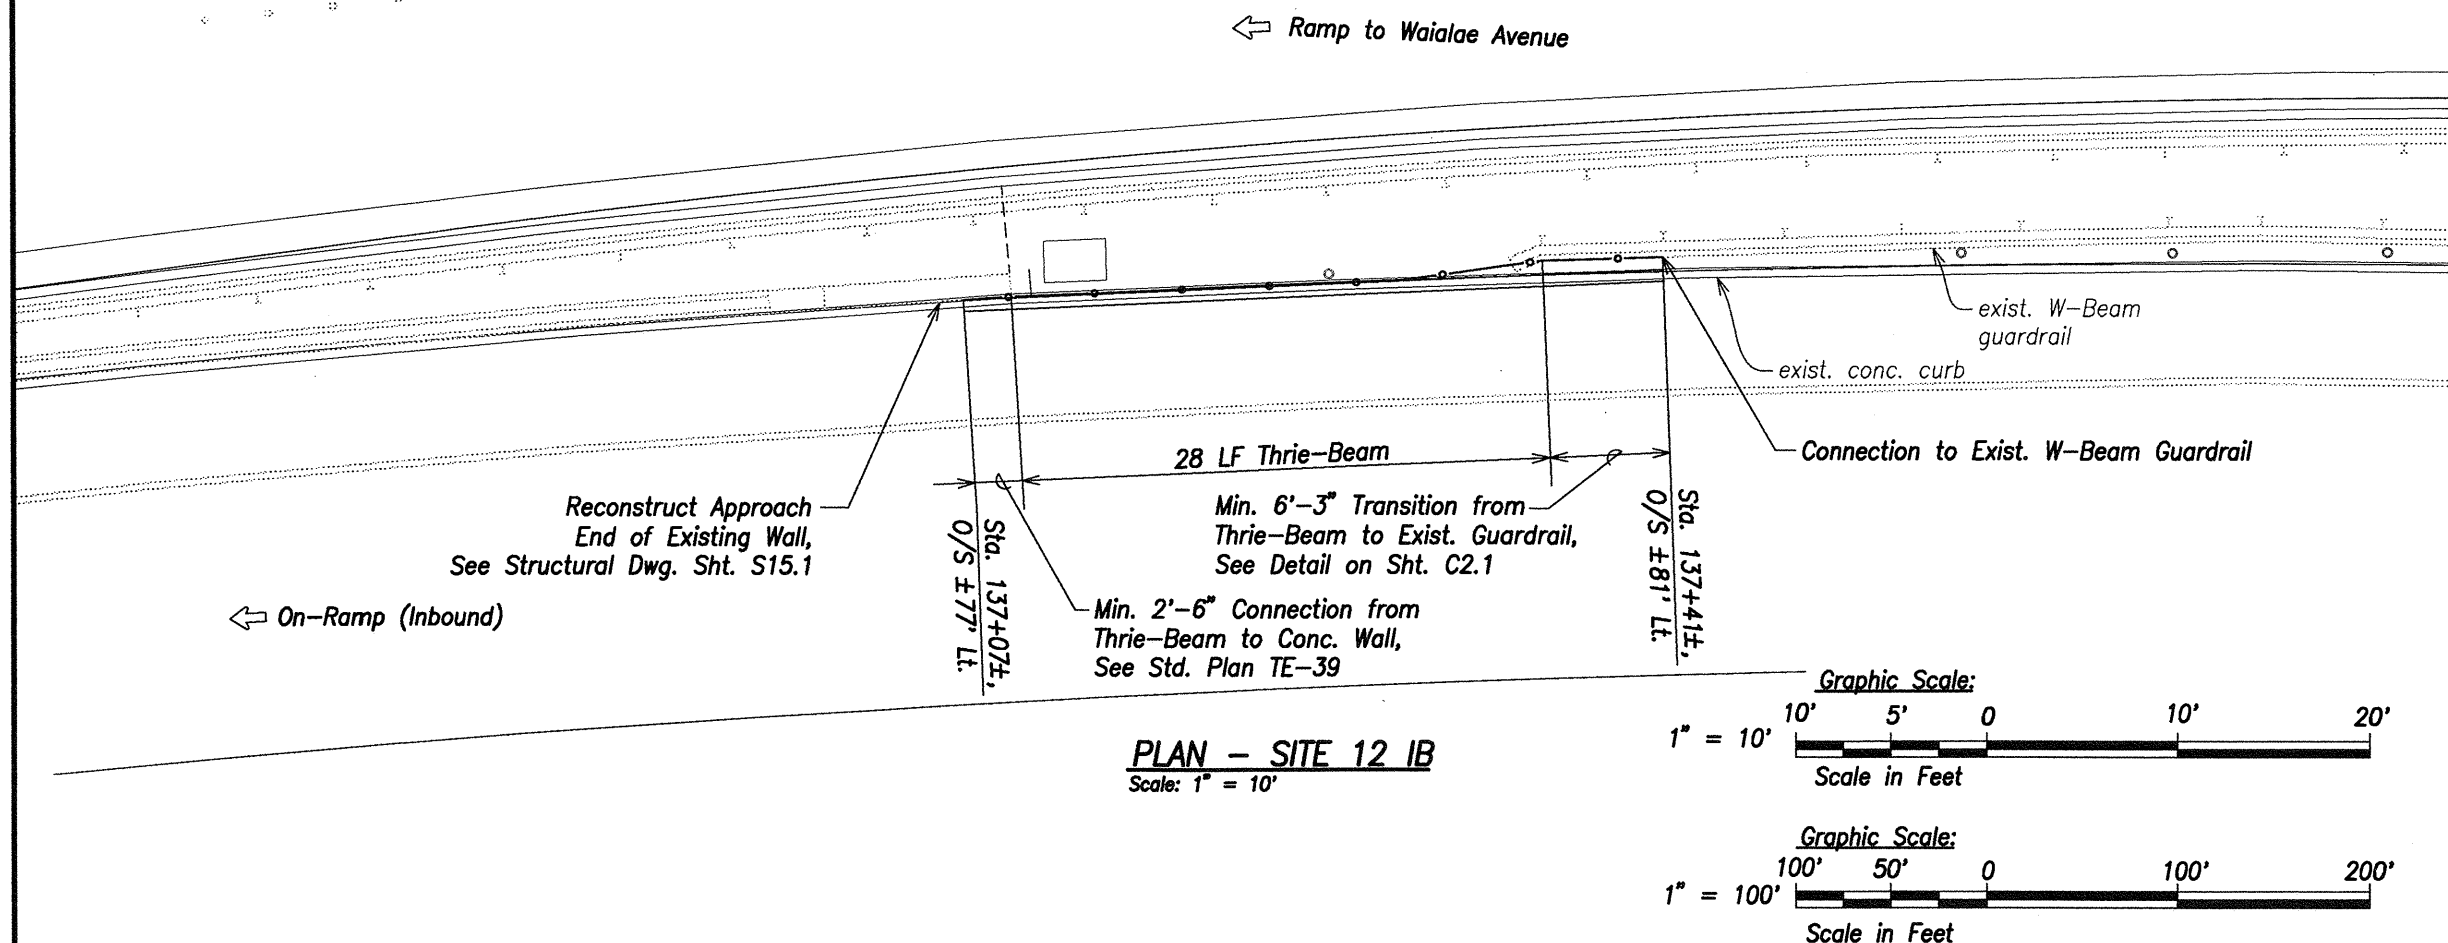 Ramp to Waialae Avenue
exist. W-Beam
guardrail
exist. conc. curb
Connection to Exist. W-Beam Guardrail
28 LF Thrie-Beam
Reconstruct Approach
End of Existing Wall,
See Structural Dwg. Sht. S15.1
Min. 6'-3" Transition from
Thrie-Beam to Exist. Guardrail,
See Detail on Sht. C2.1
Sta. 137+41±,
O/S ±81' Lt.
Sta. 137+07±,
O/S ±77' Lt.
Min. 2'-6" Connection from
Thrie-Beam to Conc. Wall,
See Std. Plan TE-39
On-Ramp (Inbound)
PLAN - SITE 12 IB
Scale: 1" = 10'
Graphic Scale:
10' 5' 0 10' 20'
1" = 10'
Scale in Feet
Graphic Scale:
100' 50' 0 100' 200'
1" = 100'
Scale in Feet